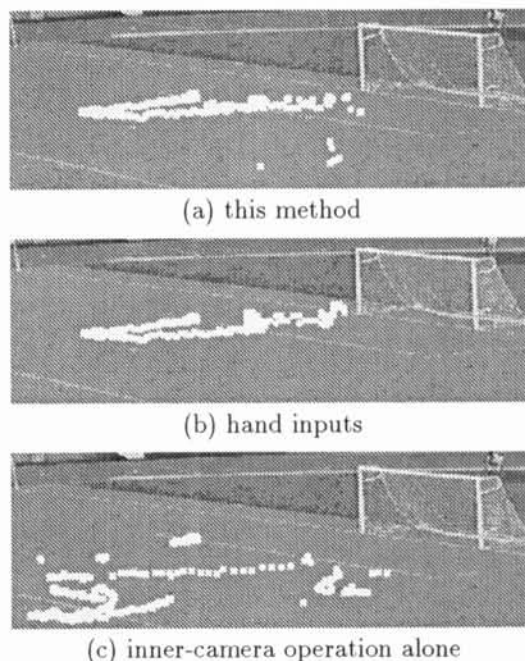 (a) this method
(b) hand inputs
(c) inner-camera operation alone